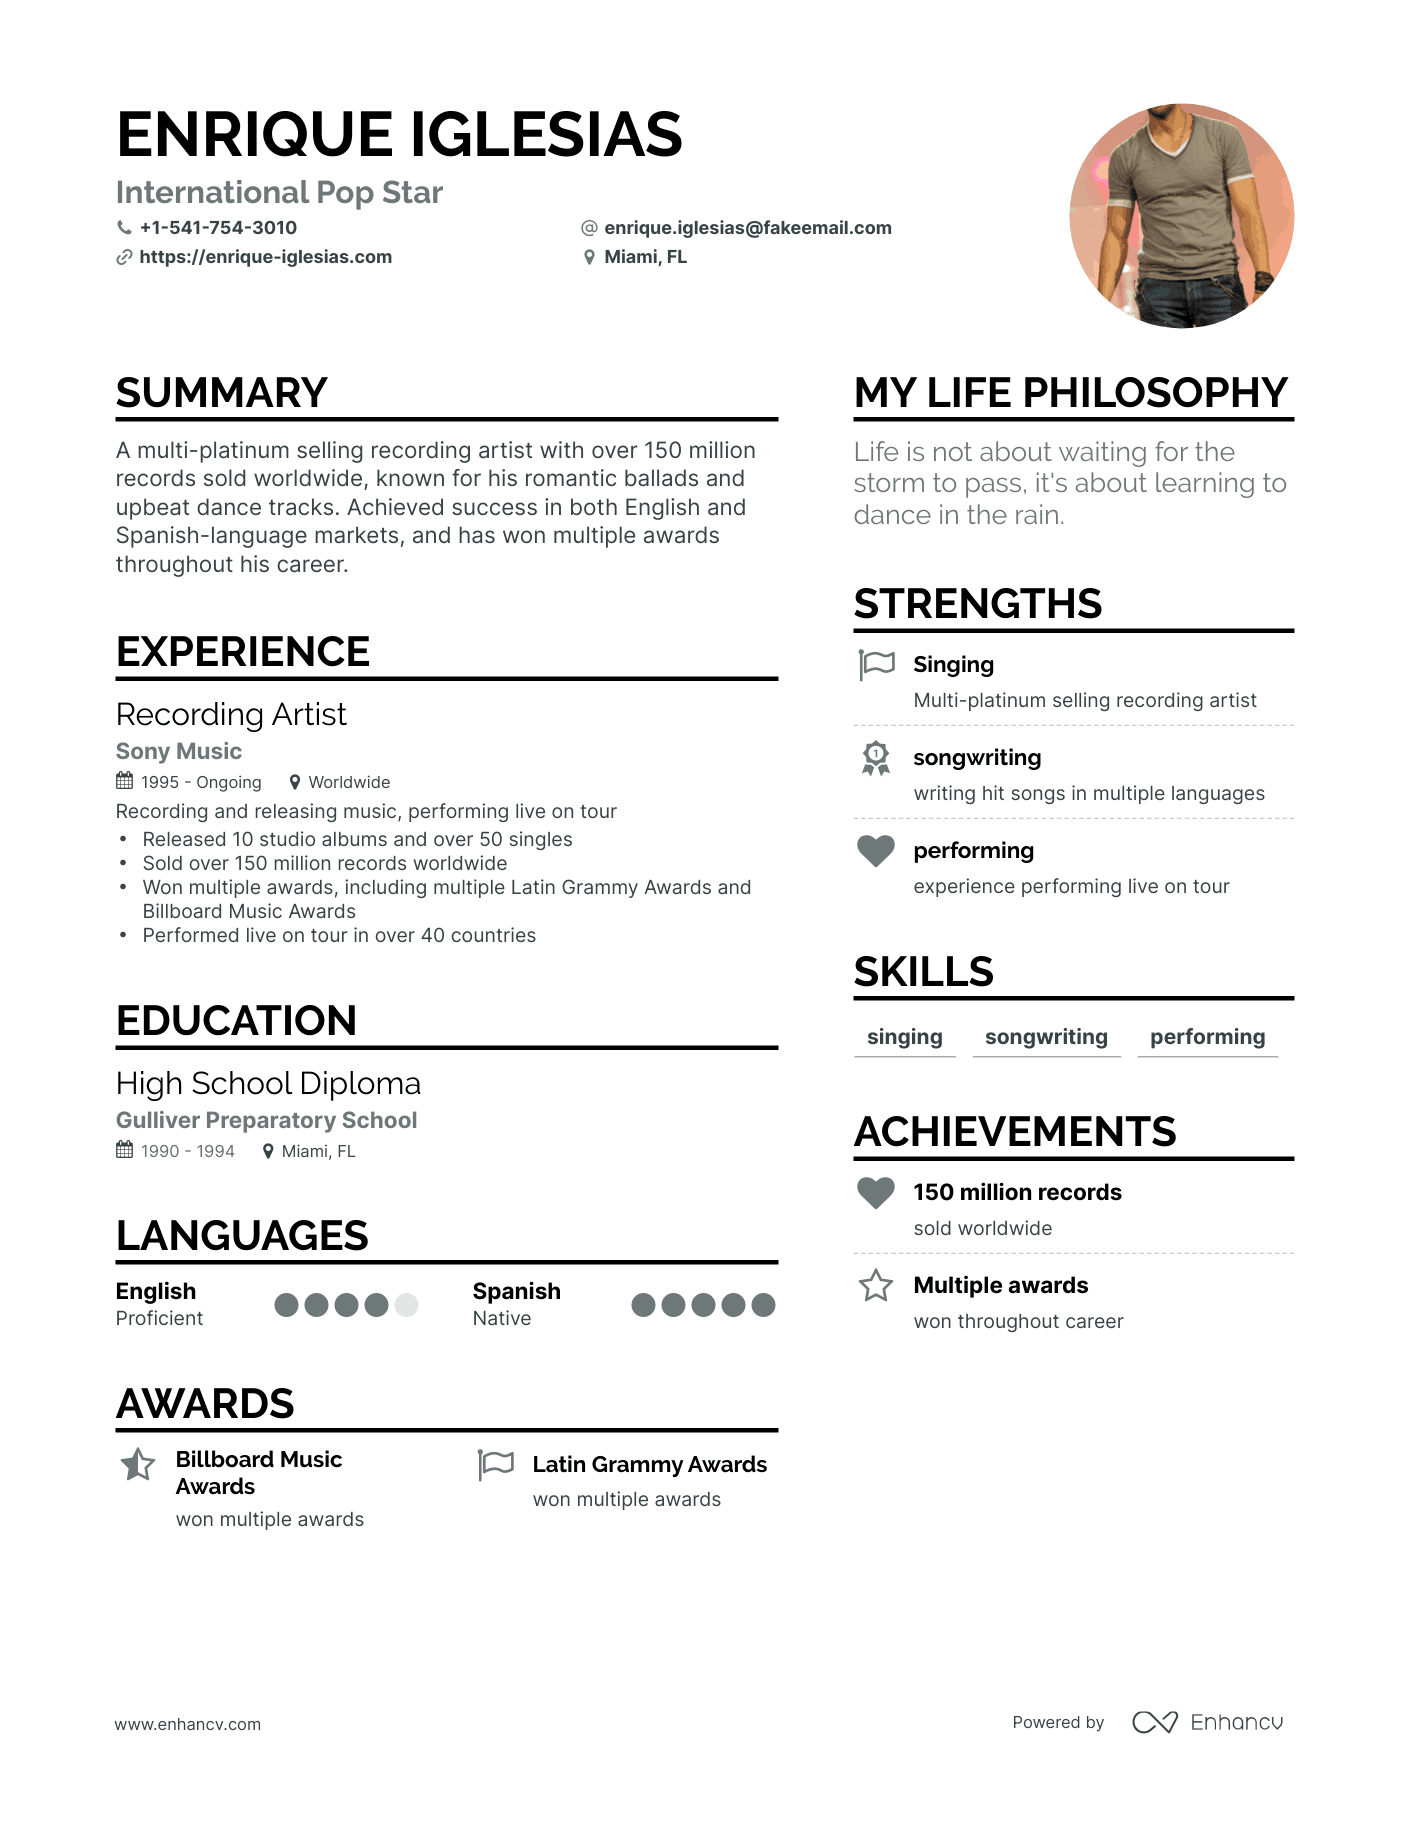 ENRIQUE IGLESIAS
International Pop Star
+1-541-754-3010
enrique.iglesias@fakeemail.com
https://enrique-iglesias.com
Miami, FL
SUMMARY
A multi-platinum selling recording artist with over 150 million
records sold worldwide, known for his romantic ballads and
upbeat dance tracks. Achieved success in both English and
Spanish-language markets, and has won multiple awards
throughout his career.
EXPERIENCE
Recording Artist
Sony Music
1995 - Ongoing
Worldwide
Recording and releasing music, performing live on tour
• Released 10 studio albums and over 50 singles
• Sold over 150 million records worldwide
• Won multiple awards, including multiple Latin Grammy Awards and
Billboard Music Awards
• Performed live on tour in over 40 countries
EDUCATION
High School Diploma
Gulliver Preparatory School
1990 - 1994
Miami, FL
LANGUAGES
English
Proficient
Spanish
Native
AWARDS
Billboard Music
Awards
won multiple awards
Latin Grammy Awards
won multiple awards
MY LIFE PHILOSOPHY
Life is not about waiting for the
storm to pass, it's about learning to
dance in the rain.
STRENGTHS
Singing
Multi-platinum selling recording artist
1
songwriting
writing hit songs in multiple languages
performing
experience performing live on tour
SKILLS
singing
songwriting
performing
ACHIEVEMENTS
150 million records
sold worldwide
Multiple awards
won throughout career
www.enhancv.com
Powered by
Enhancv